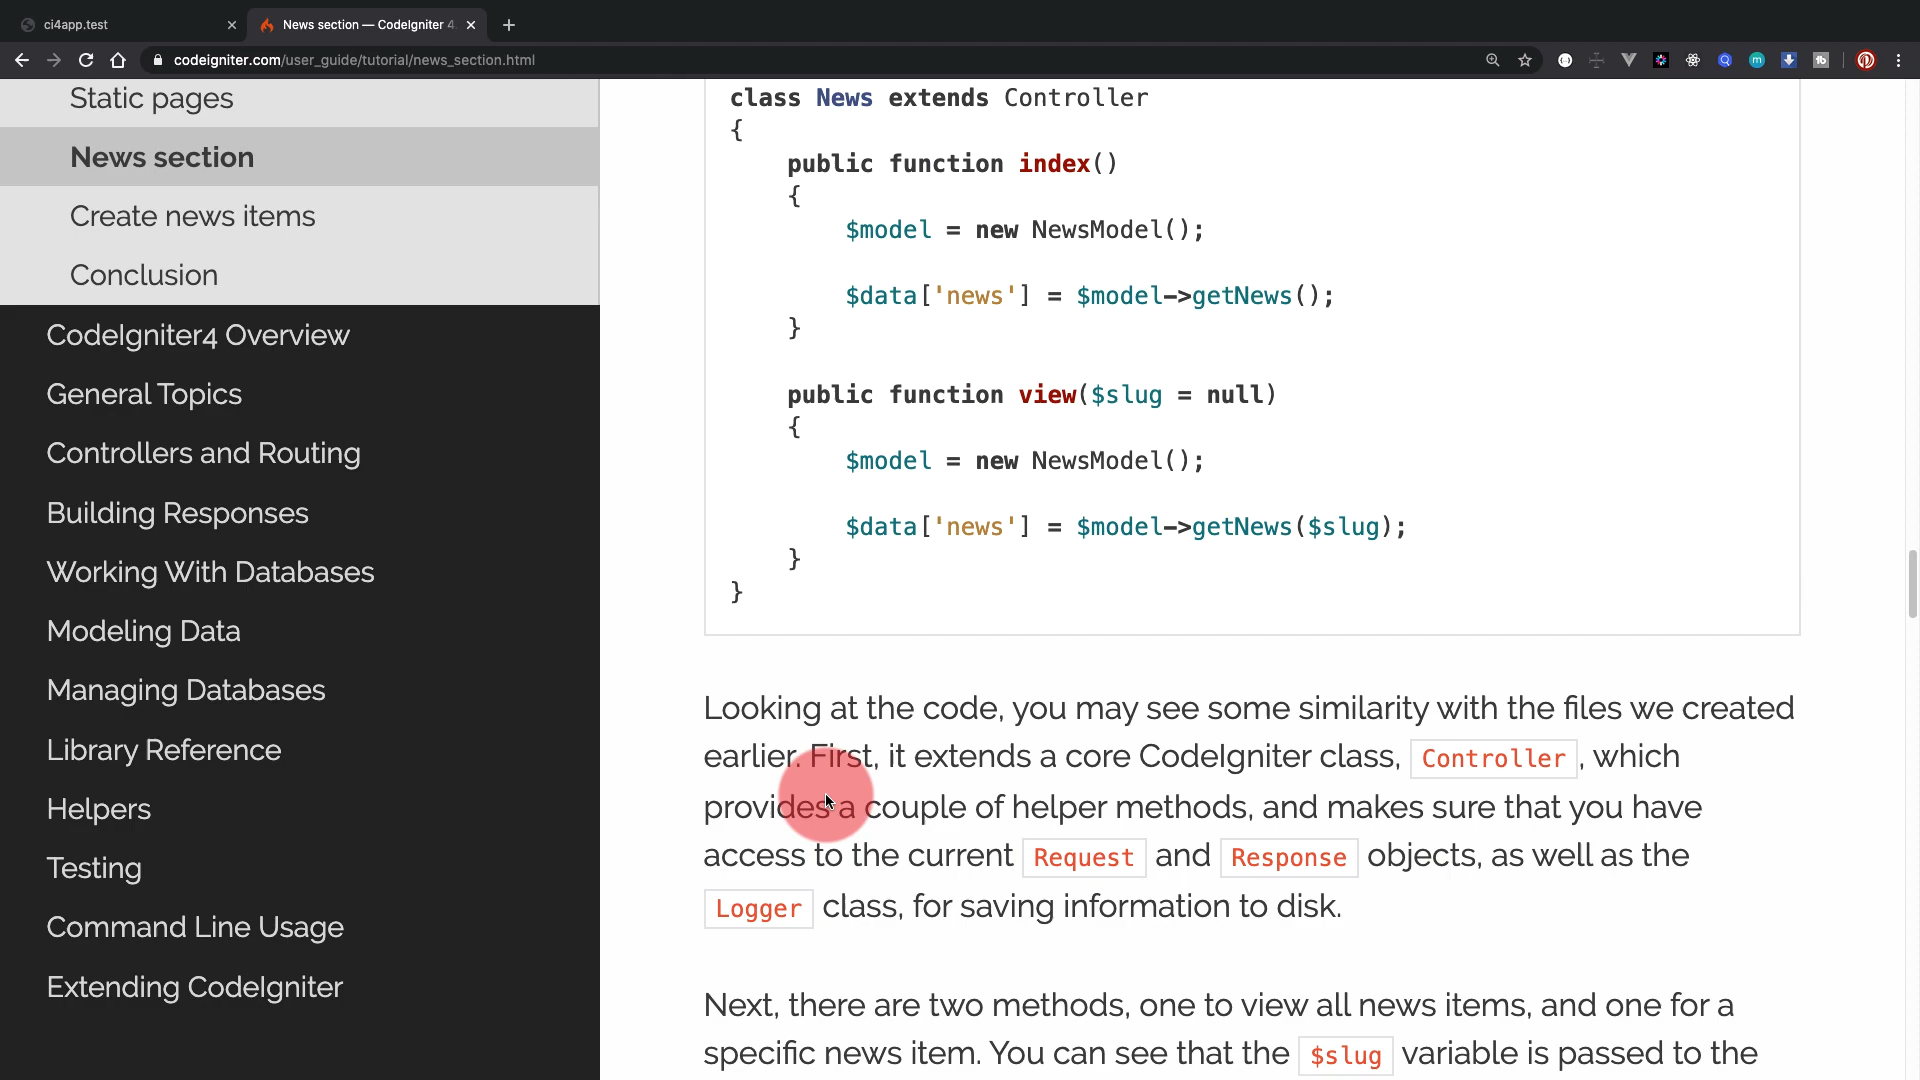 ci4app.test
News section — CodeIgniter 4
codeigniter.com/user_guide/tutorial/news_section.html
Static pages
News section
Create news items
Conclusion
CodeIgniter4 Overview
General Topics
Controllers and Routing
Building Responses
Working With Databases
Modeling Data
Managing Databases
Library Reference
Helpers
Testing
Command Line Usage
Extending CodeIgniter
class News extends Controller
{
public function index()
{
$model = new NewsModel();
$data['news'] = $model->getNews();
}
public function view($slug = null)
{
$model = new NewsModel();
$data['news'] = $model->getNews($slug);
}
}
Looking at the code, you may see some similarity with the files we created
earlier. First, it extends a core CodeIgniter class, Controller, which
provides a couple of helper methods, and makes sure that you have
access to the current Request and Response objects, as well as the
Logger class, for saving information to disk.
Next, there are two methods, one to view all news items, and one for a
specific news item. You can see that the $slug variable is passed to the